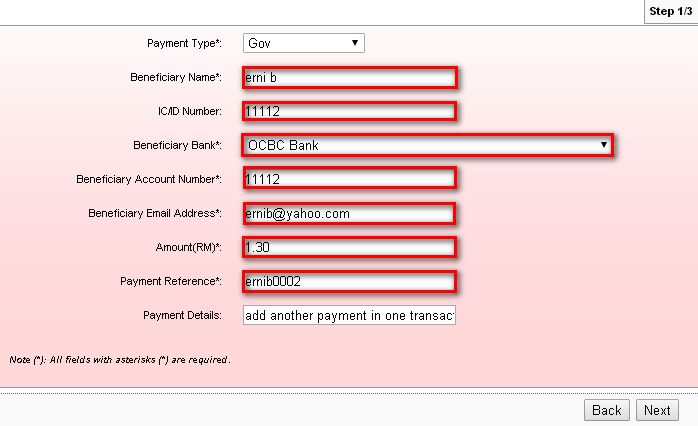 Step 1/3
Payment Type*: Gov
Beneficiary Name*: erni b
IC/ID Number: 11112
Beneficiary Bank*: OCBC Bank
Beneficiary Account Number*: 11112
Beneficiary Email Address*: ernib@yahoo.com
Amount(RM)*: 1.30
Payment Reference*: ernib0002
Payment Details: add another payment in one transac
Note (*): All fields with asterisks (*) are required.
Back Next